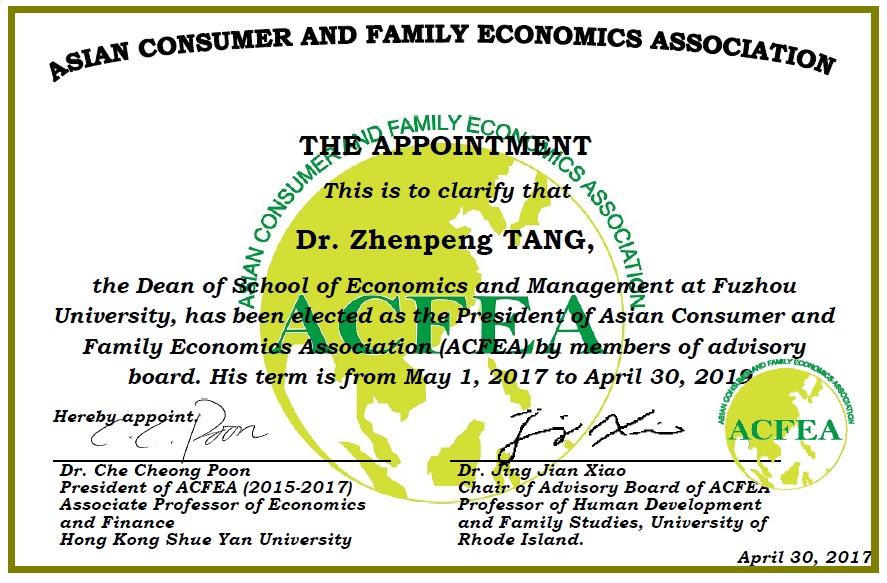 ASIAN CONSUMER AND FAMILY ECONOMICS ASSOCIATION
ASIAN CONSUMER AND FAMILY ECONOMICS ASSOCIATION
THE APPOINTMENT
This is to clarify that
Dr. Zhenpeng TANG,
the Dean of School of Economics and Management at Fuzhou
University, has been elected as the President of Asian Consumer and
ACFEA
Family Economics Association (ACFEA) by members of advisory
board. His term is from May 1, 2017 to April 30, 2019
ASIAN CONSUMER AND FAMILY ECONOMICS ASSOCIATION
ACFEA
Hereby appoint,
C. C. Poon
Dr. Che Cheong Poon
President of ACFEA (2015-2017)
Associate Professor of Economics
and Finance
Hong Kong Shue Yan University
Dr. Jing Jian Xiao
Chair of Advisory Board of ACFEA
Professor of Human Development
and Family Studies, University of
Rhode Island.
April 30, 2017